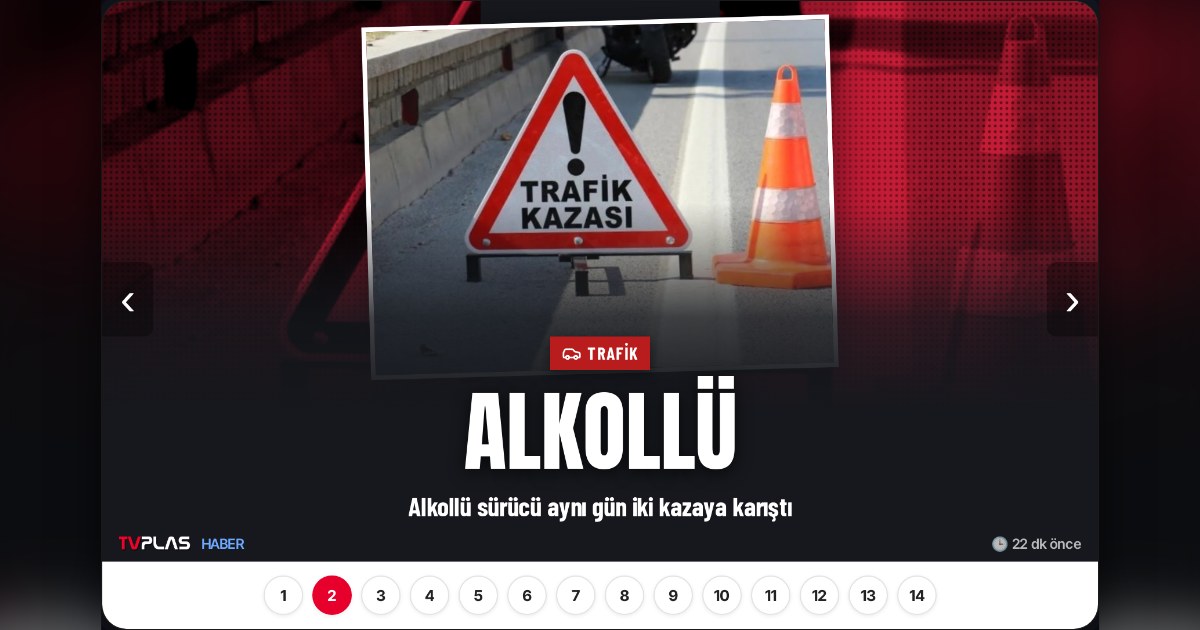 TRAFİK
KAZASI
‹
›
TRAFİK
ALKOLLÜ
Alkollü sürücü aynı gün iki kazaya karıştı
TVPLAS HABER
22 dk önce
1 2 3 4 5 6 7 8 9 10 11 12 13 14